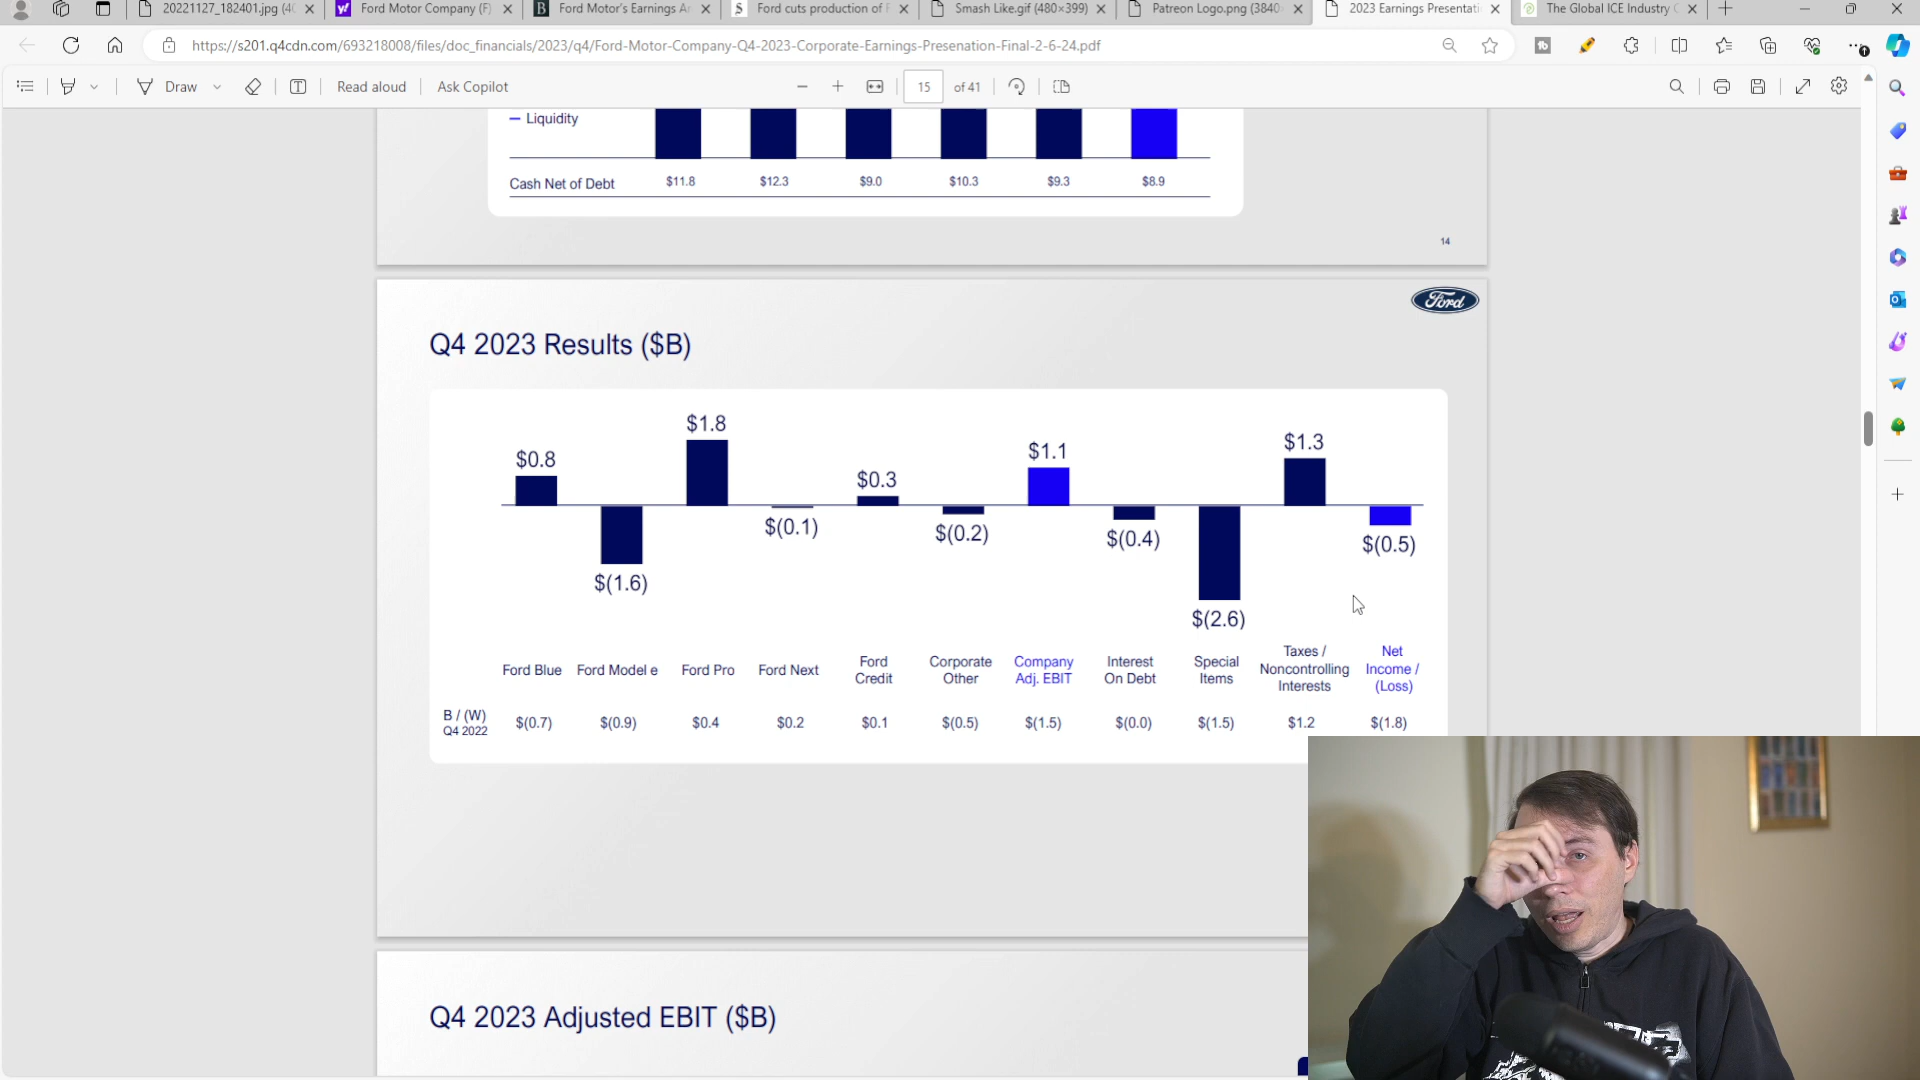 20221127_182401.jpg (4(
Ford Motor Company (F)
Ford Motor's Earnings Ar
Ford cuts production of F
Smash Like.gif (480×399)
Patreon Logo.png (3840
2023 Earnings Presentati
The Global ICE Industry C
https://s201.q4cdn.com/693218008/files/doc_financials/2023/q4/Ford-Motor-Company-Q4-2023-Corporate-Earnings-Presenation-Final-2-6-24.pdf
Draw
Read aloud
Ask Copilot
15 of 41
Liquidity
Cash Net of Debt $11.8 $12.3 $9.0 $10.3 $9.3 $8.9
14
Ford
Q4 2023 Results ($B)
$0.8 $(1.6) $1.8 $(0.1) $0.3 $(0.2) $1.1 $(0.4) $(2.6) $1.3 $(0.5)
Ford Blue
Ford Model e
Ford Pro
Ford Next
Ford
Credit
Corporate
Other
Company
Adj. EBIT
Interest
On Debt
Special
Items
Taxes /
Noncontrolling
Interests
Net
Income /
(Loss)
B / (W)
Q4 2022
$(0.7) $(0.9) $0.4 $0.2 $0.1 $(0.5) $(1.5) $(0.0) $(1.5) $1.2 $(1.8)
Q4 2023 Adjusted EBIT ($B)